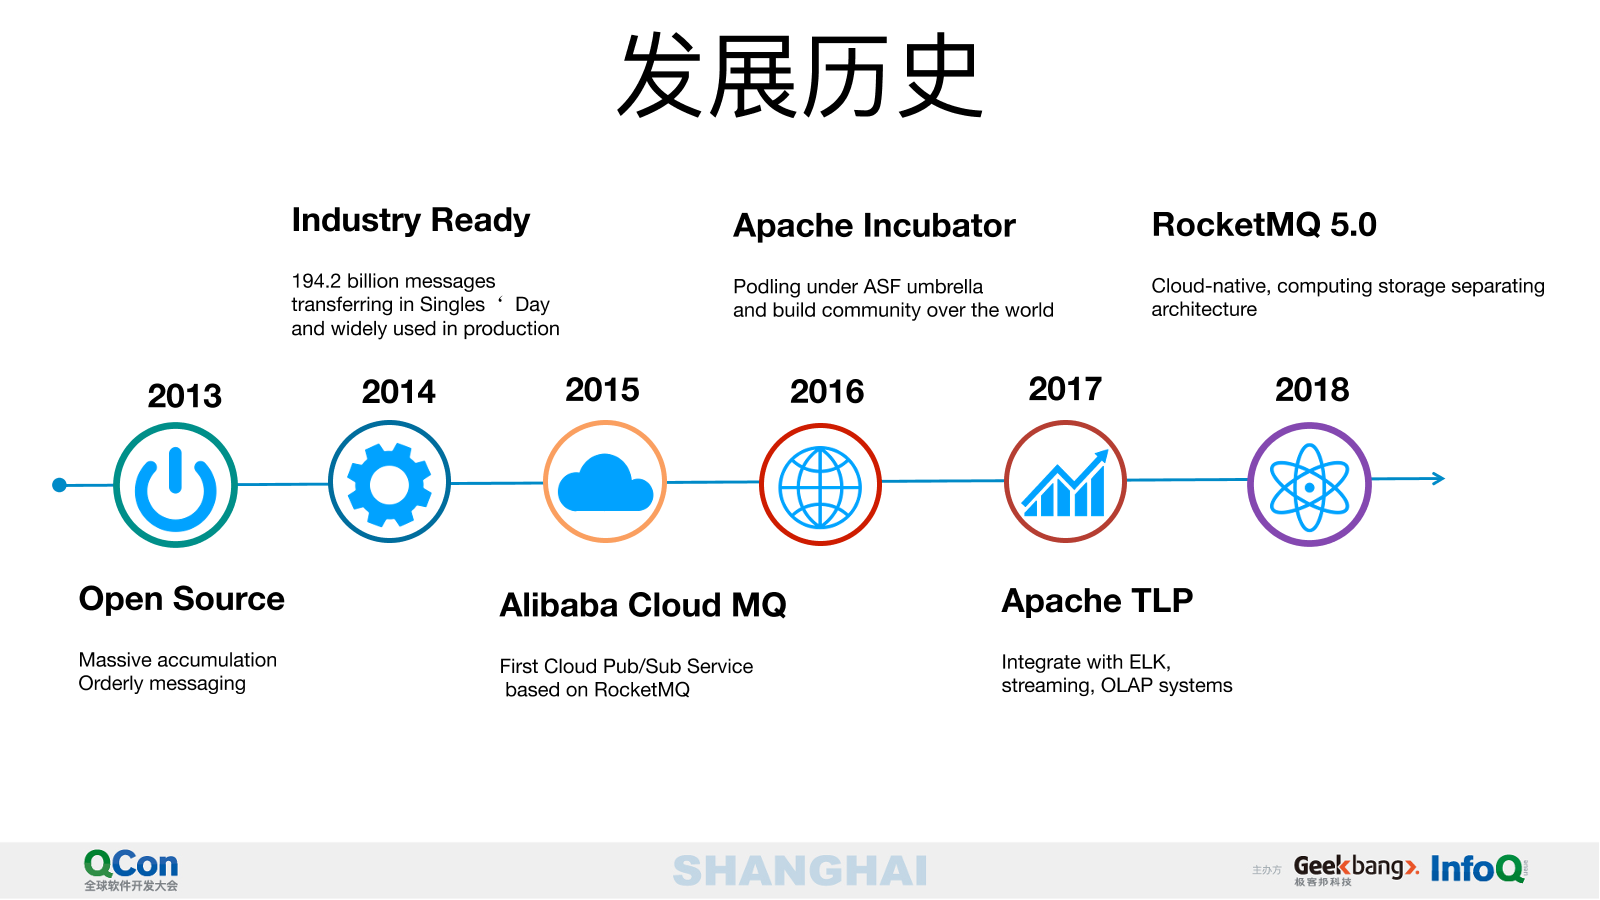 发展历史
Industry Ready
194.2 billion messages
transferring in Singles ‘ Day
and widely used in production
Apache Incubator
Podling under ASF umbrella
and build community over the world
RocketMQ 5.0
Cloud-native, computing storage separating
architecture
2013
2014
2015
2016
2017
2018
Open Source
Massive accumulation
Orderly messaging
Alibaba Cloud MQ
First Cloud Pub/Sub Service
based on RocketMQ
Apache TLP
Integrate with ELK,
streaming, OLAP systems
QCon
全球软件开发大会
SHANGHAI
主办方
Geekbang>.
极客邦科技
InfoQ